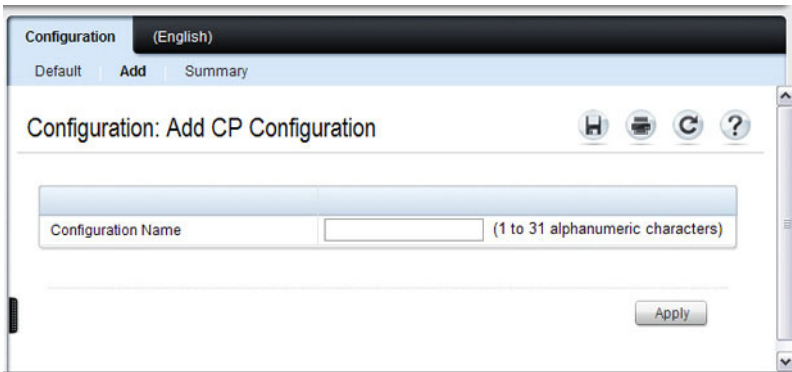 Configuration (English)
Default Add Summary
Configuration: Add CP Configuration
Configuration Name (1 to 31 alphanumeric characters)
Apply